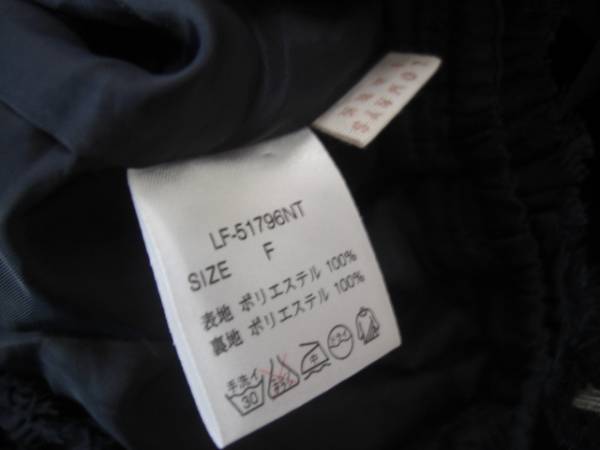 LF-51796NT
SIZE F
表地 ポリエステル 100%
裏地 ポリエステル 100%
手洗イ
30
中